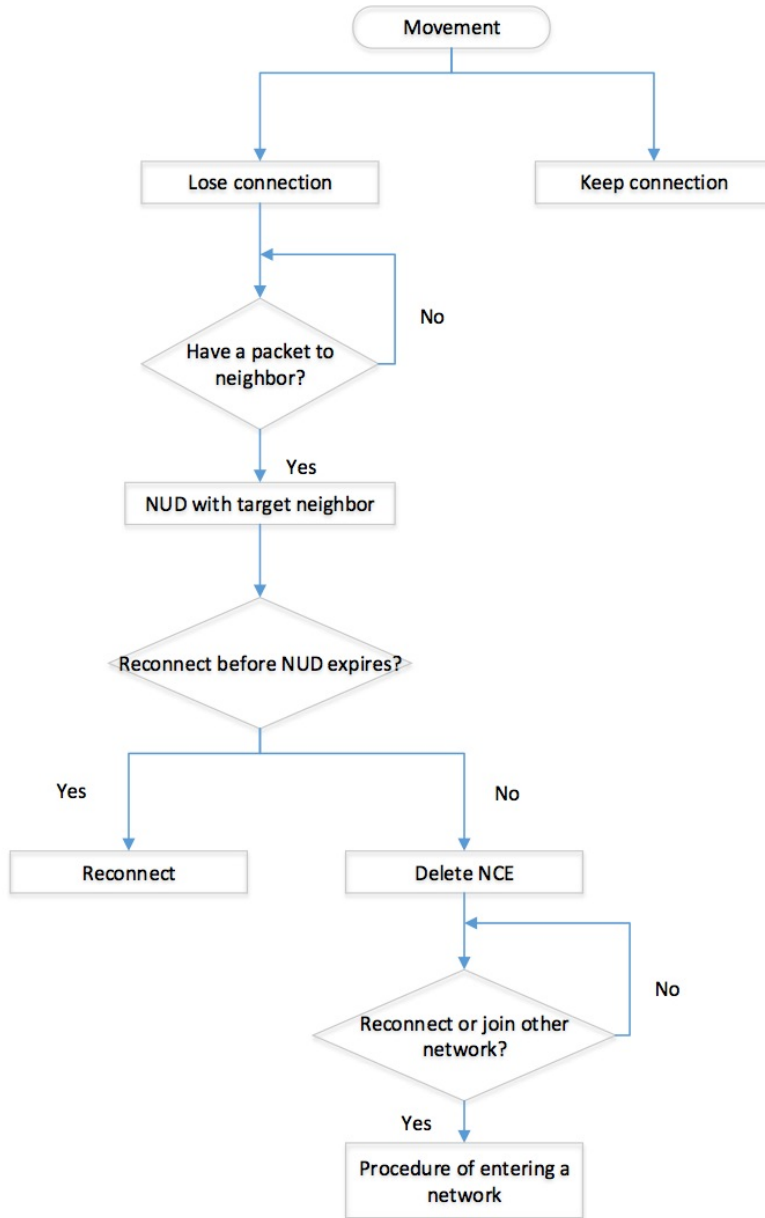 Movement
Lose connection
Keep connection
No
Have a packet to
neighbor?
Yes
NUD with target neighbor
Reconnect before NUD expires?
Yes
No
Reconnect
Delete NCE
No
Reconnect or join other
network?
Yes
Procedure of entering a
network